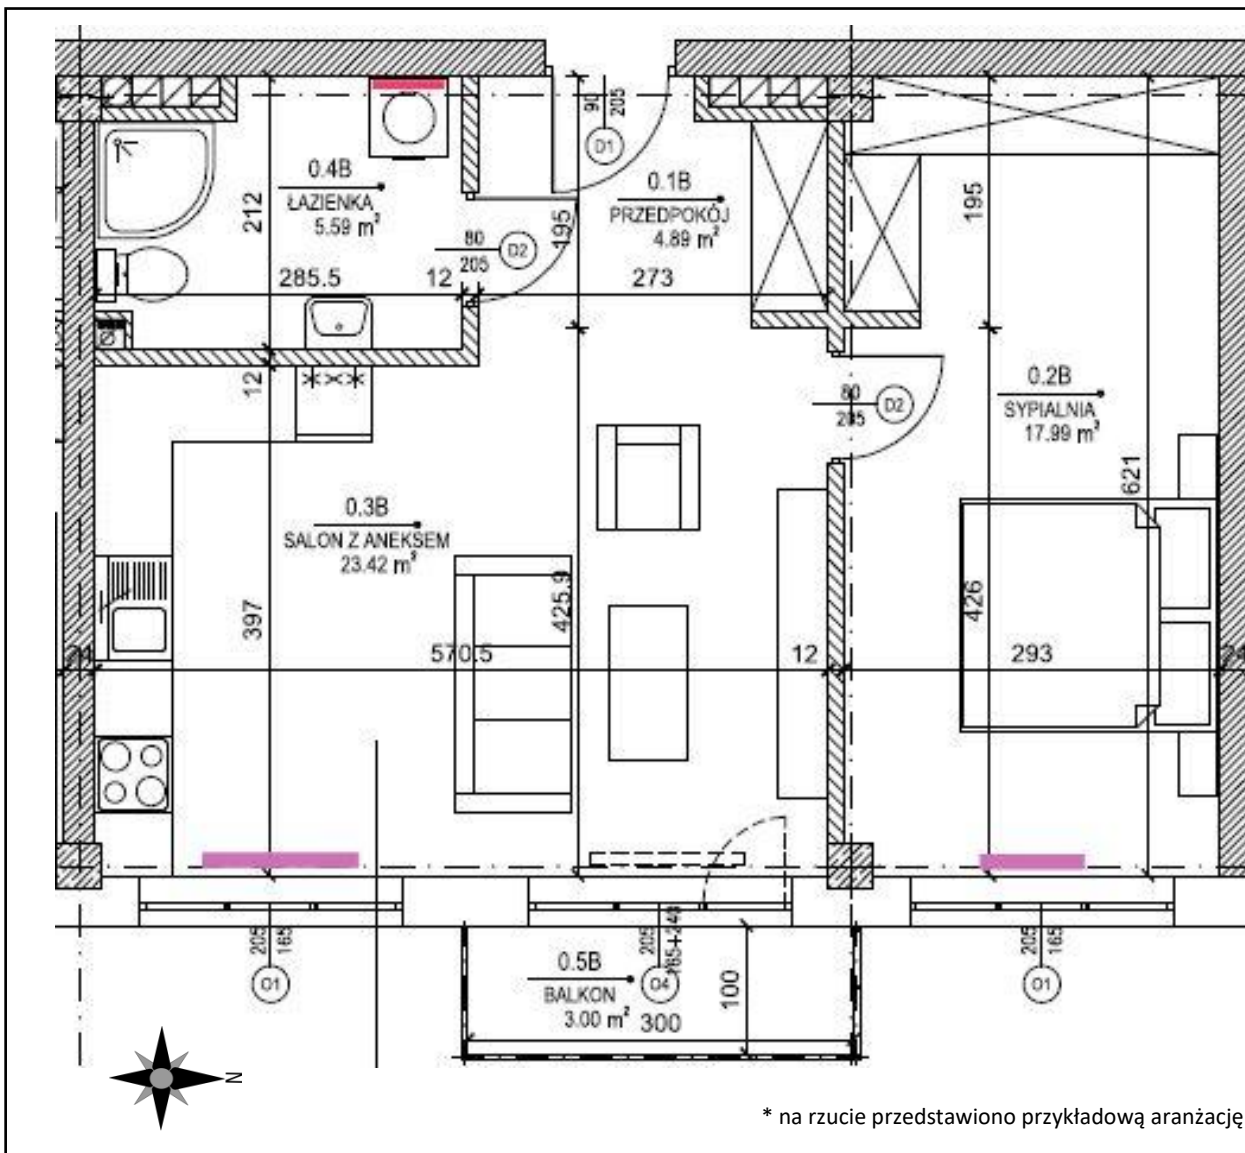 90
205
D1
0.4B
ŁAZIENKA
5.59 m²
0.1B
PRZEDPOKÓJ
4.89 m²
212
195
195
80
205
D2
285.5
12
273
12
0.2B
SYPIALNIA
17.99 m²
80
205
D2
621
0.3B
SALON Z ANEKSEM
23.42 m²
397
425.9
426
24
570.5
12
293
24
205
165
O1
205
165+240
O4
205
165
O1
0.5B
BALKON
3.00 m²
300
100
N
* na rzucie przedstawiono przykładową aranżację